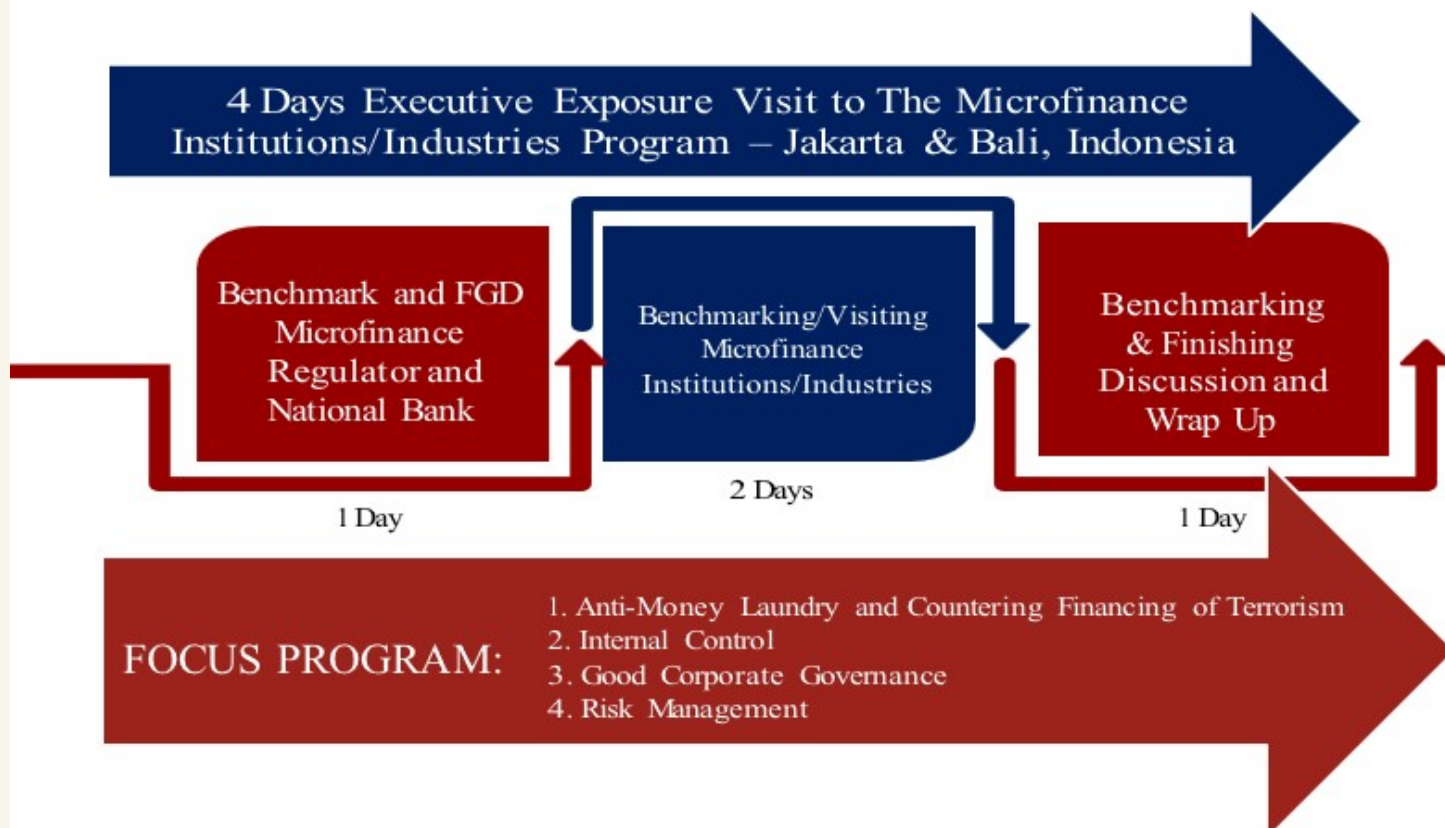 4 Days Executive Exposure Visit to The Microfinance
Institutions/Industries Program – Jakarta & Bali, Indonesia
Benchmark and FGD
Microfinance
Regulator and
National Bank
1 Day
Benchmarking/Visiting
Microfinance
Institutions/Industries
2 Days
Benchmarking
& Finishing
Discussion and
Wrap Up
1 Day
FOCUS PROGRAM:
1. Anti-Money Laundry and Countering Financing of Terrorism
2. Internal Control
3. Good Corporate Governance
4. Risk Management